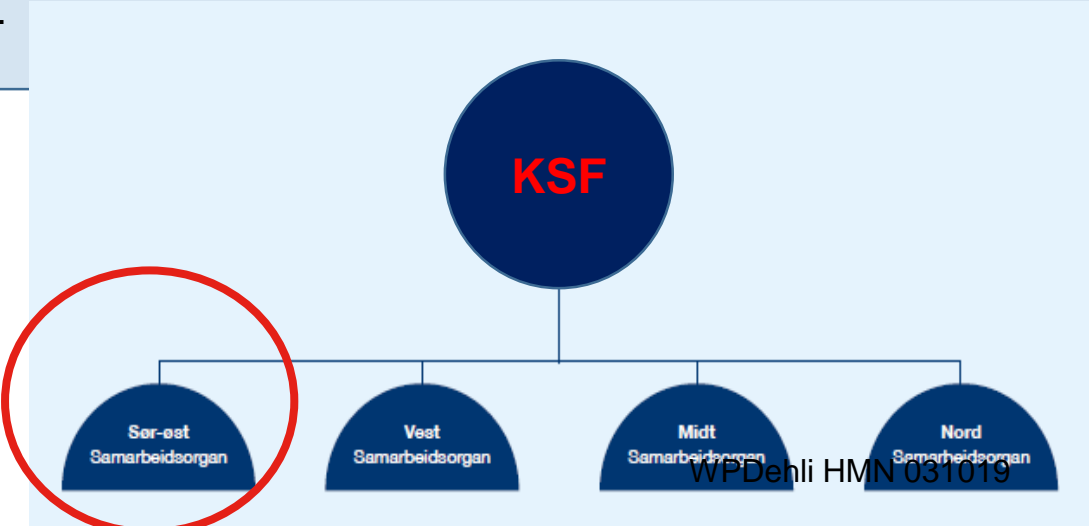 KSF
Sør-øst
Samarbeidsorgan
Vest
Samarbeidsorgan
Midt
Samarbeidsorgan
Nord
Samarbeidsorgan
WPDehli HMN 031019